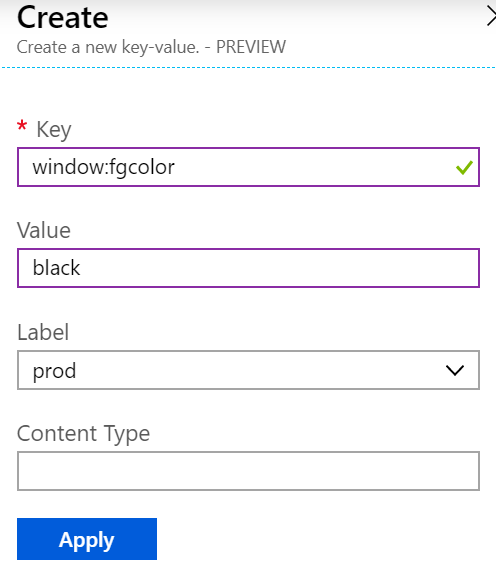 Create
Create a new key-value. - PREVIEW
* Key
window:fgcolor
Value
black
Label
prod
Content Type
Apply